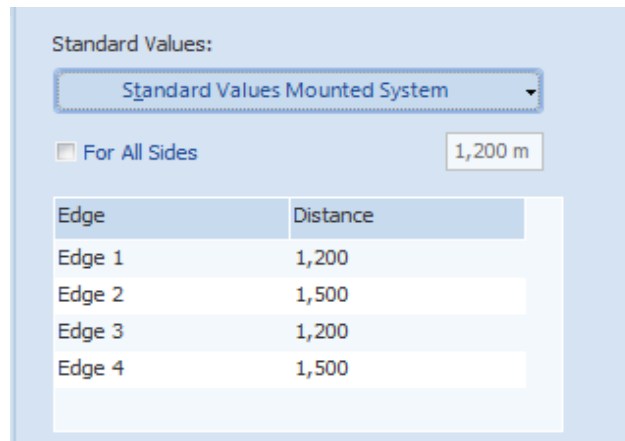 Standard Values:
Standard Values Mounted System
For All Sides 1,200 m
Edge Distance
Edge 1 1,200
Edge 2 1,500
Edge 3 1,200
Edge 4 1,500